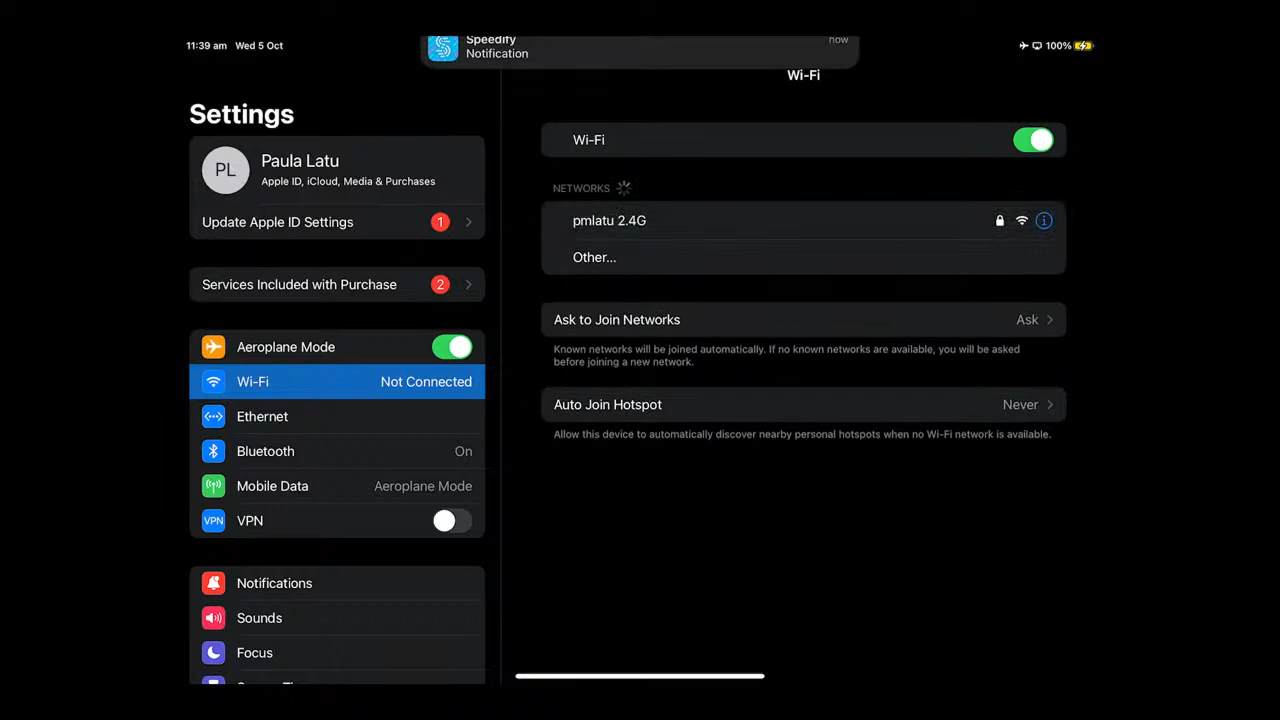 11:39 am Wed 5 Oct
Speedify
now
Notification
100%
Wi-Fi
Settings
PL
Paula Latu
Apple ID, iCloud, Media & Purchases
Update Apple ID Settings 1
Services Included with Purchase 2
Aeroplane Mode
Wi-Fi Not Connected
Ethernet
Bluetooth On
Mobile Data Aeroplane Mode
VPN VPN
Notifications
Sounds
Focus
Wi-Fi
NETWORKS
pmlatu 2.4G
Other...
Ask to Join Networks Ask
Known networks will be joined automatically. If no known networks are available, you will be asked
before joining a new network.
Auto Join Hotspot Never
Allow this device to automatically discover nearby personal hotspots when no Wi-Fi network is available.